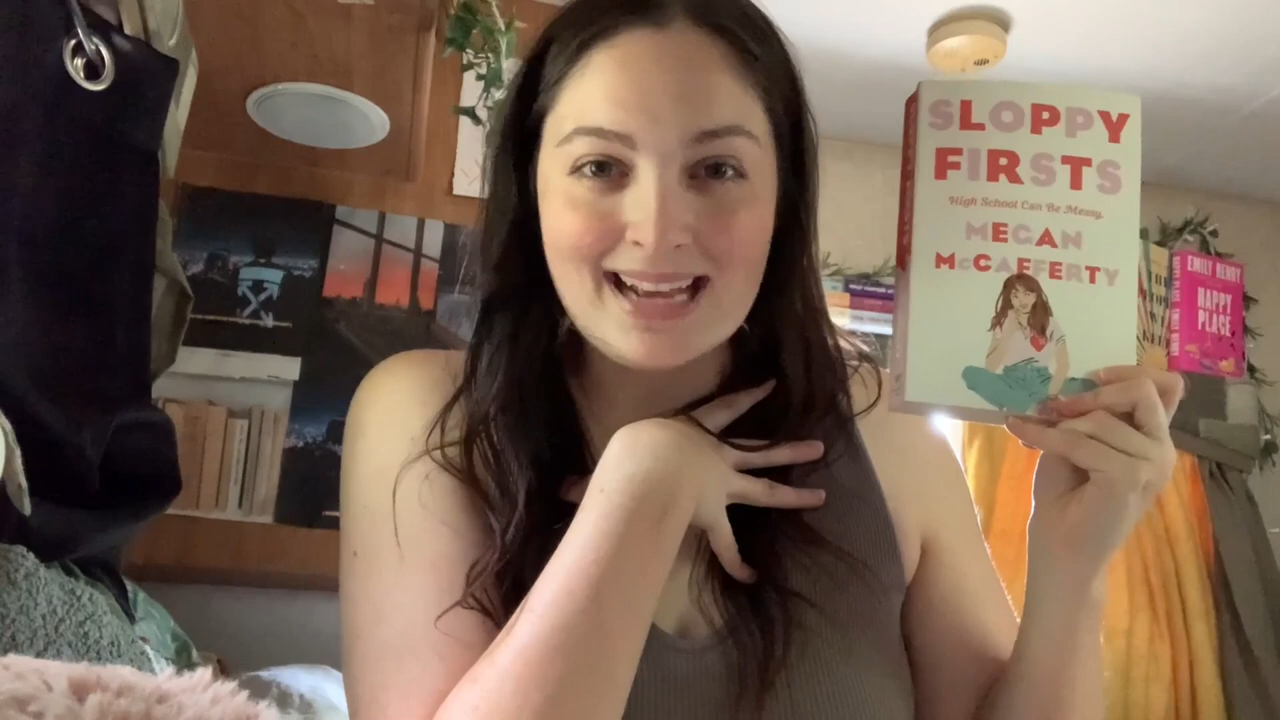 SLOPPY
FIRSTS
High School Can Be Messy.
MEGAN
McCAFFERTY
EMILY HENRY
HAPPY
PLACE